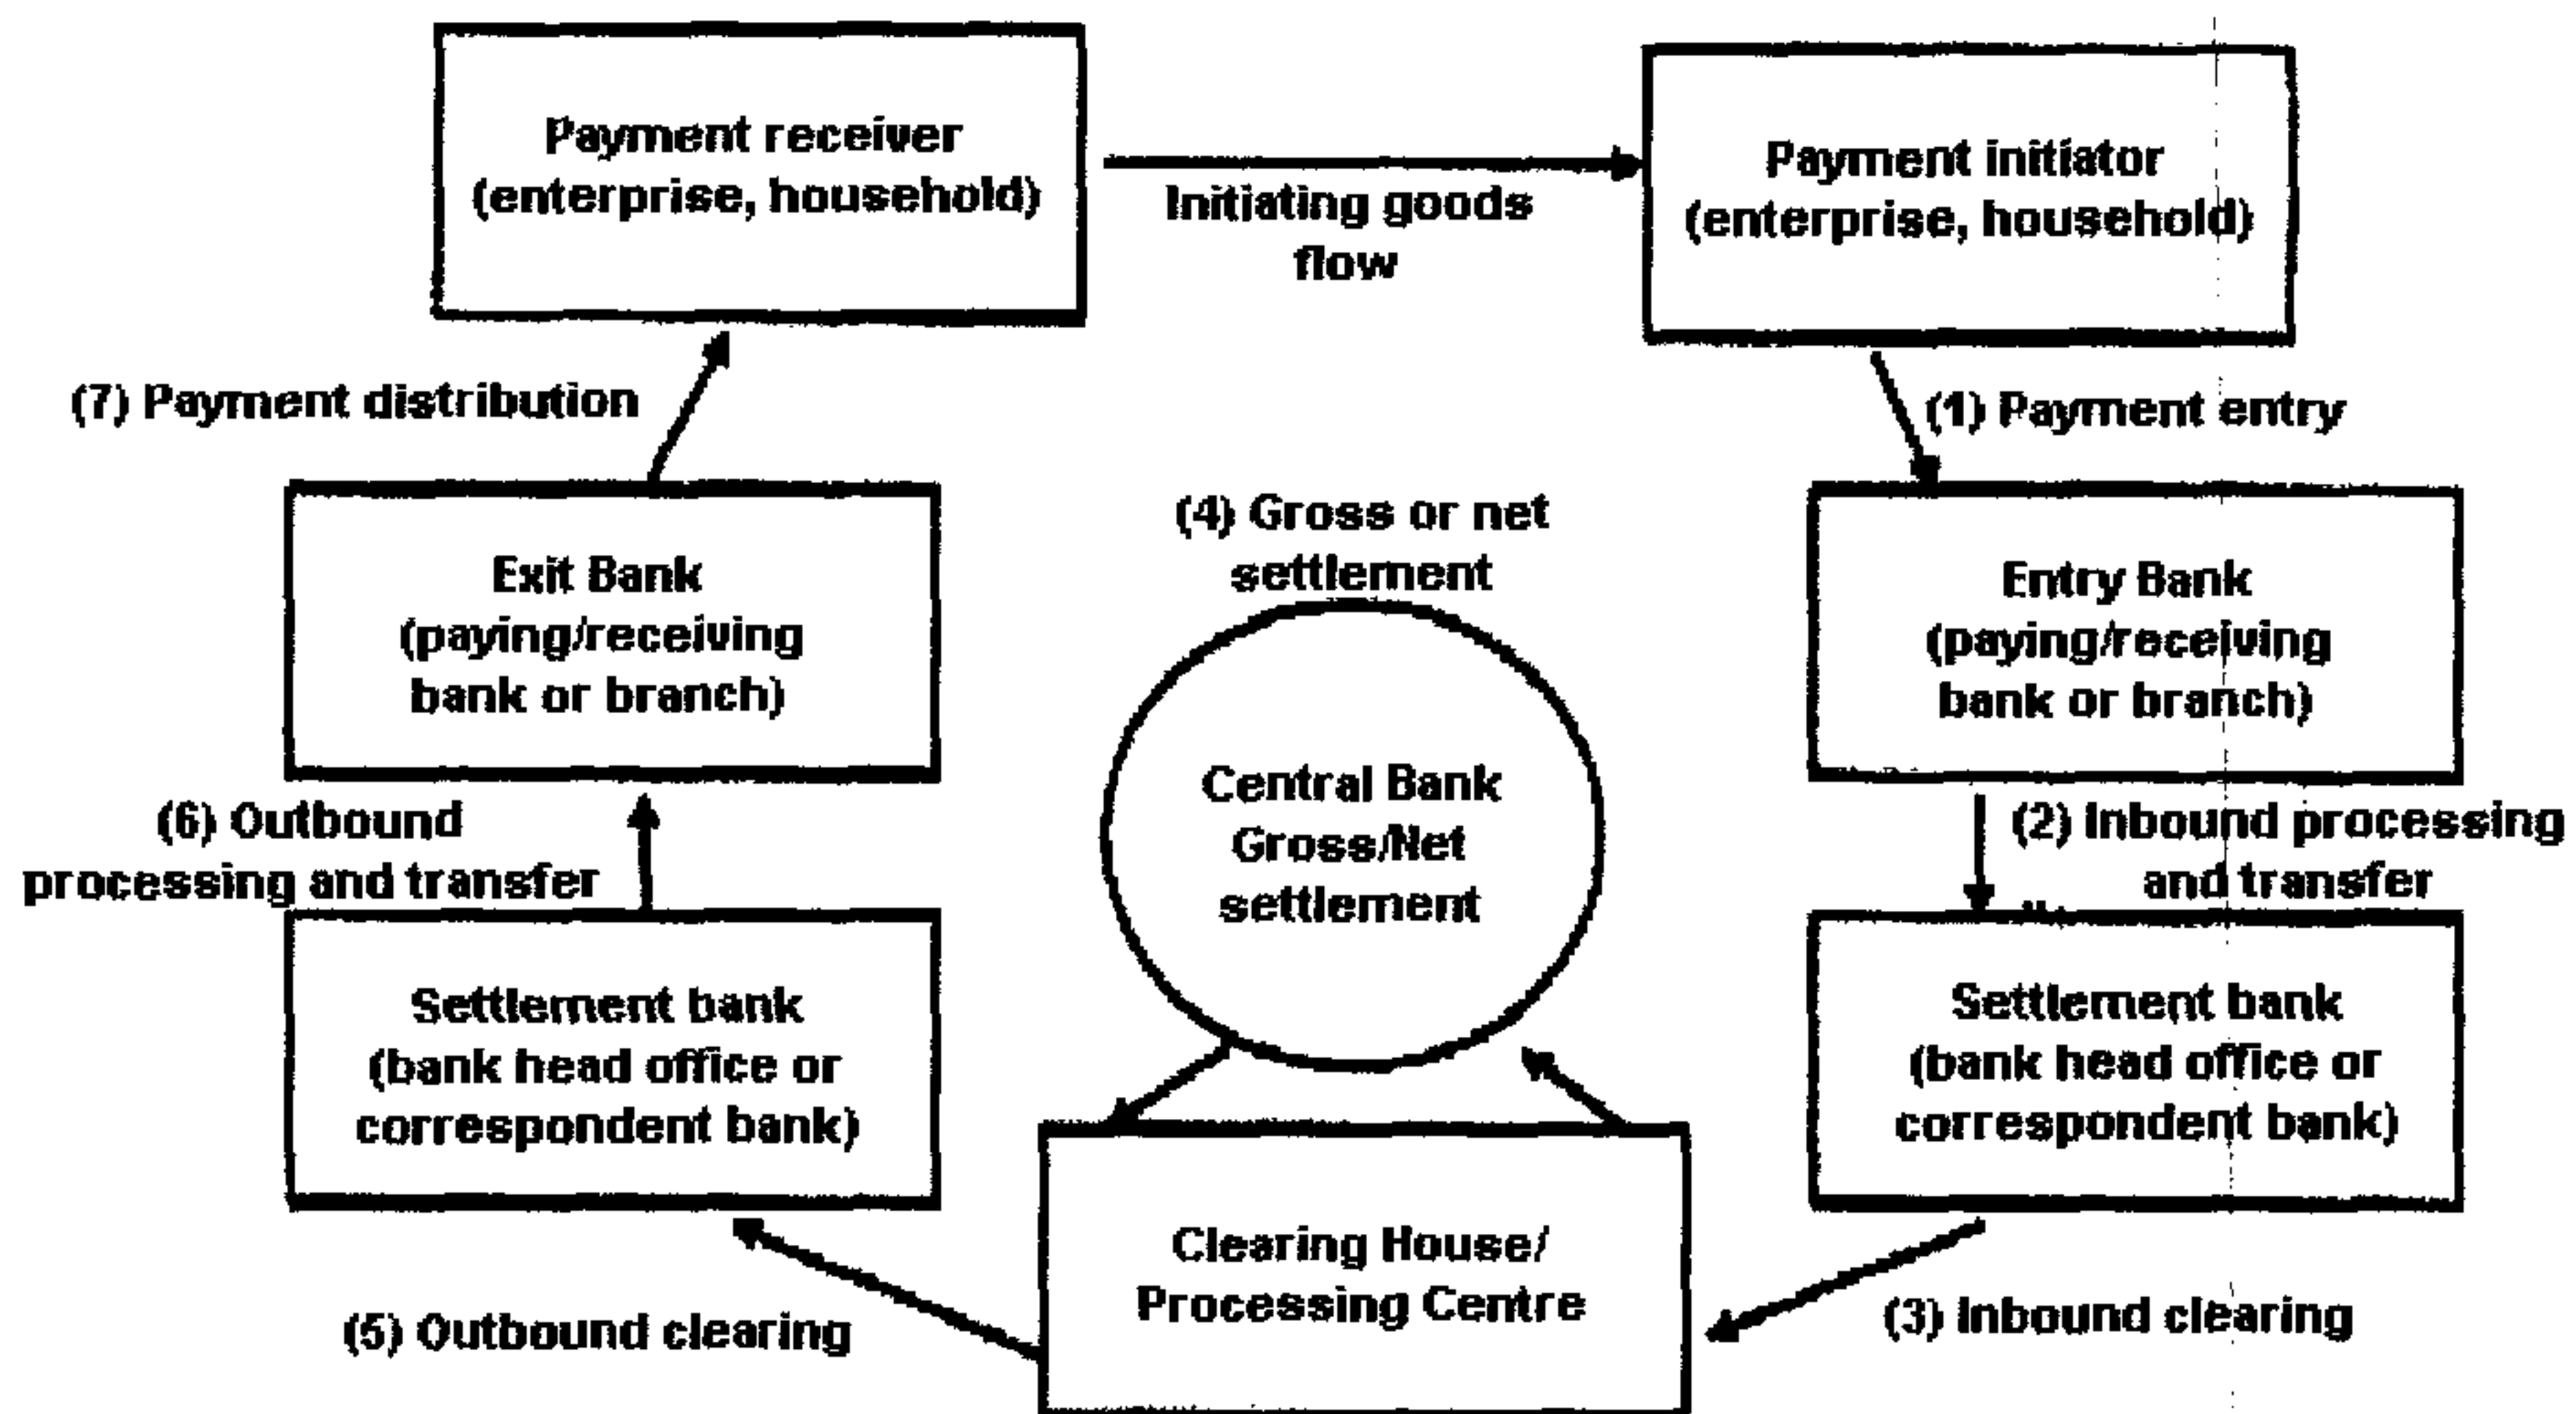 Payment receiver
(enterprise, household)
Initiating goods
flow
Payment initiator
(enterprise, household)
(7) Payment distribution
(1) Payment entry
Exit Bank
(paying/receiving
bank or branch)
(4) Gross or net
settlement
Entry Bank
(paying/receiving
bank or branch)
Central Bank
Gross/Net
settlement
(6) Outbound
processing and transfer
(2) Inbound processing
and transfer
Settlement bank
(bank head office or
correspondent bank)
Settlement bank
(bank head office or
correspondent bank)
Clearing House/
Processing Centre
(5) Outbound clearing
(3) Inbound clearing